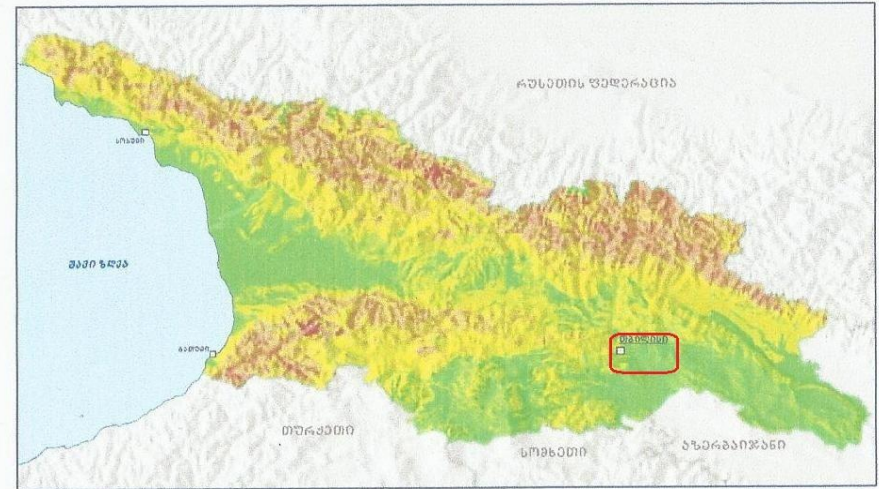 რუსეთის ფედერაცია
სოხუმი
შავი ზღვა
თბილისი
ბათუმი
თურქეთი
სომხეთი
აზერბაიჯანი